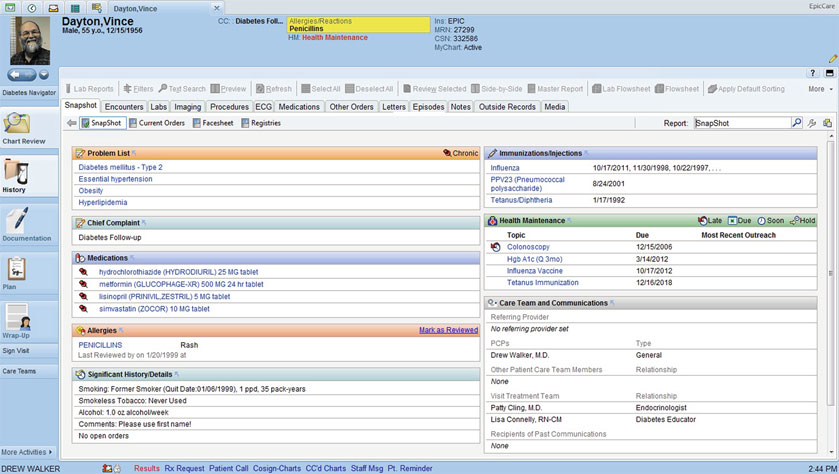 Dayton,Vince
EpicCare
Dayton,Vince
Male, 55 y.o., 12/15/1956
CC: : Diabetes Foll...
Allergies/Reactions
Penicillins
HM: Health Maintenance
Ins: EPIC
MRN: 27299
CSN: 332586
MyChart: Active
Diabetes Navigator
Chart Review
History
Documentation
Plan
Wrap-Up
Sign Visit
Care Teams
More Activities
Lab Reports Filters Text Search Preview Refresh Select All Deselect All Review Selected Side-by-Side Master Report Lab Flowsheet Flowsheet Apply Default Sorting More
Snapshot Encounters Labs Imaging Procedures ECG Medications Other Orders Letters Episodes Notes Outside Records Media
SnapShot Current Orders Facesheet Registries Report: SnapShot
Problem List Chronic
Diabetes mellitus - Type 2
Essential hypertension
Obesity
Hyperlipidemia
Chief Complaint
Diabetes Follow-up
Medications
hydrochlorothiazide (HYDRODIURIL) 25 MG tablet
metformin (GLUCOPHAGE-XR) 500 MG 24 hr tablet
lisinopril (PRINIVIL,ZESTRIL) 5 MG tablet
simvastatin (ZOCOR) 10 MG tablet
Allergies Mark as Reviewed
PENICILLINS Rash
Last Reviewed by on 1/20/1999 at
Significant History/Details
Smoking: Former Smoker (Quit Date:01/06/1999), 1 ppd, 35 pack-years
Smokeless Tobacco: Never Used
Alcohol: 1.0 oz alcohol/week
Comments: Please use first name!
No open orders
Immunizations/Injections
Influenza 10/17/2011, 11/30/1998, 10/22/1997, . . .
PPV23 (Pneumococcal
polysaccharide) 8/24/2001
Tetanus/Diphtheria 1/17/1992
Health Maintenance Late Due Soon Hold
Topic Due Most Recent Outreach
Colonoscopy 12/15/2006
Hgb A1c (Q 3mo) 3/14/2012
Influenza Vaccine 10/17/2012
Tetanus Immunization 12/16/2018
Care Team and Communications
Referring Provider
No referring provider set
PCPs Type
Drew Walker, M.D. General
Other Patient Care Team Members Relationship
None
Visit Treatment Team Relationship
Patty Cling, M.D. Endocrinologist
Lisa Connelly, RN-CM Diabetes Educator
Recipients of Past Communications
None
DREW WALKER Results Rx Request Patient Call Cosign-Charts CC'd Charts Staff Msg Pt. Reminder 2:44 PM